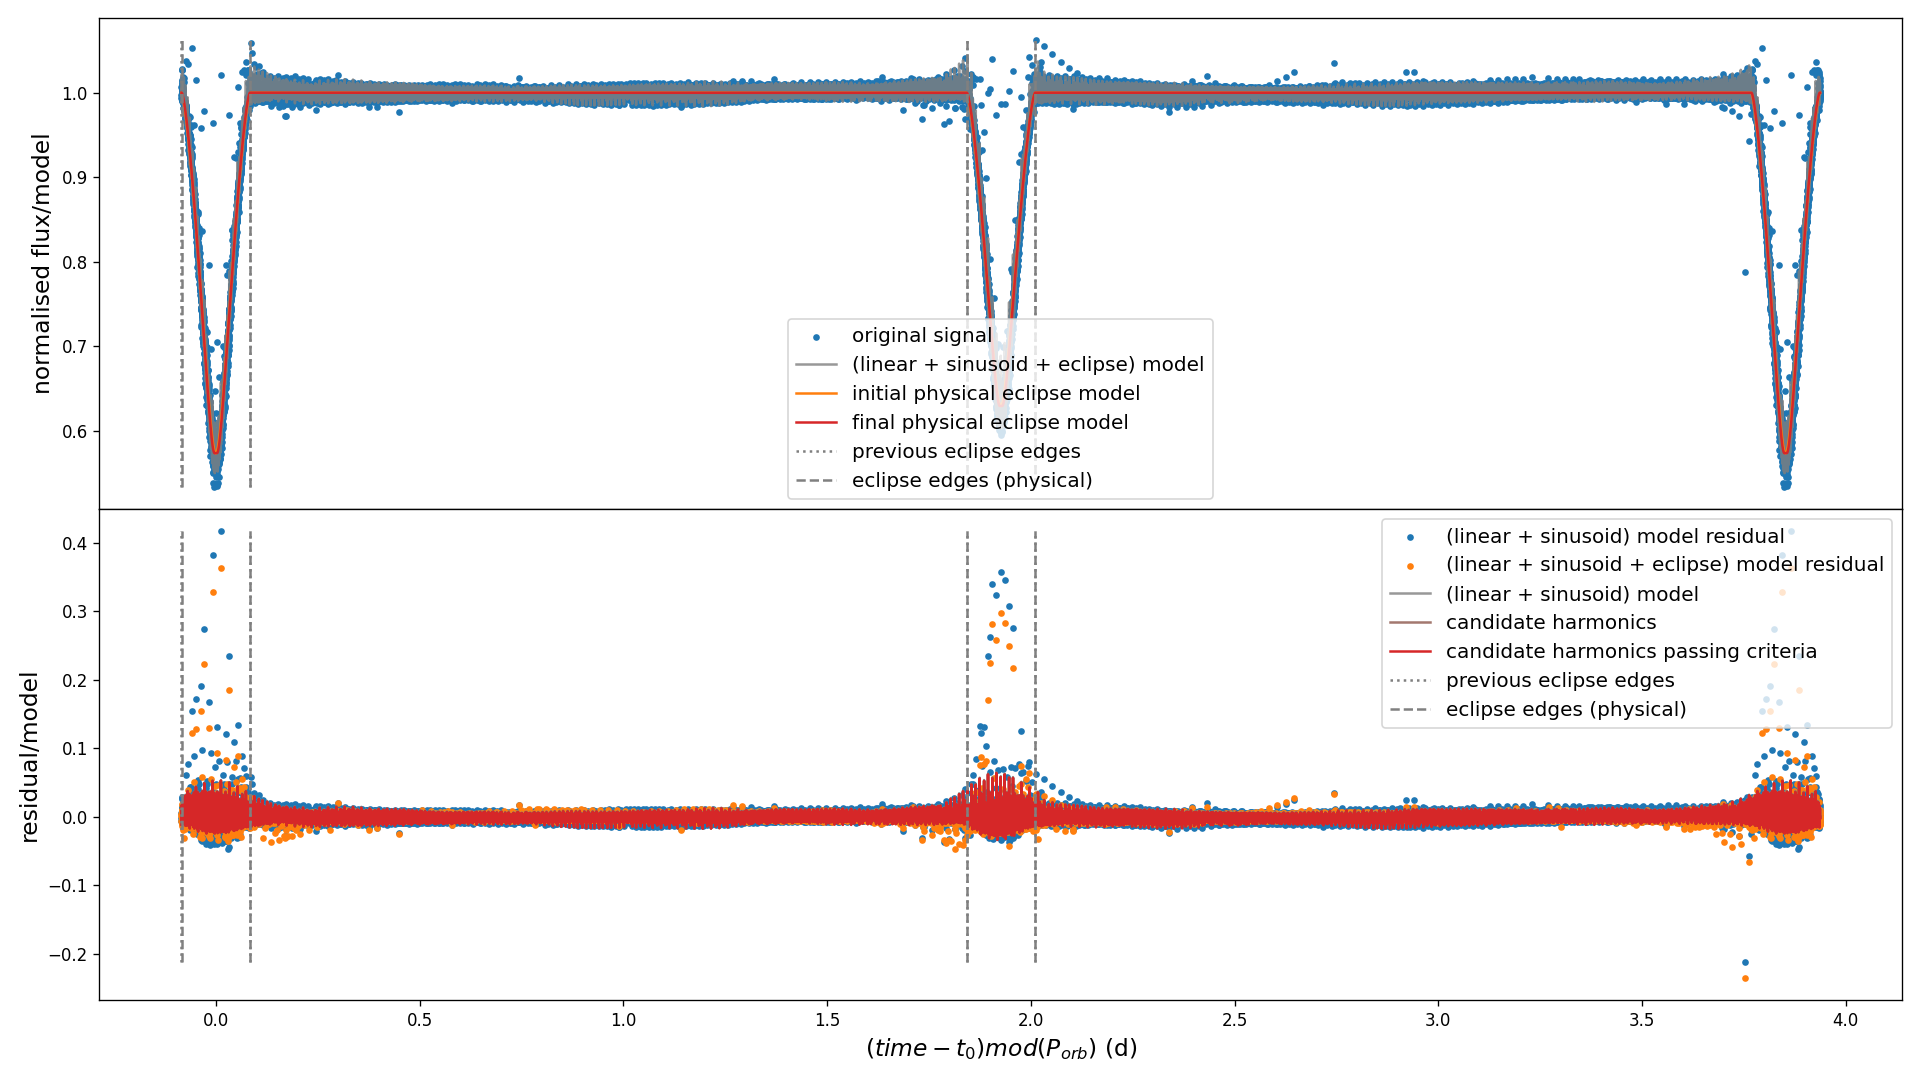 normalised flux/model
1.0
0.9
0.8
0.7
0.6
original signal
(linear + sinusoid + eclipse) model
initial physical eclipse model
final physical eclipse model
previous eclipse edges
eclipse edges (physical)
residual/model
0.4
0.3
0.2
0.1
0.0
−0.1
−0.2
(linear + sinusoid) model residual
(linear + sinusoid + eclipse) model residual
(linear + sinusoid) model
candidate harmonics
candidate harmonics passing criteria
previous eclipse edges
eclipse edges (physical)
0.0 0.5 1.0 1.5 2.0 2.5 3.0 3.5 4.0
(time − t₀)mod(P_orb) (d)